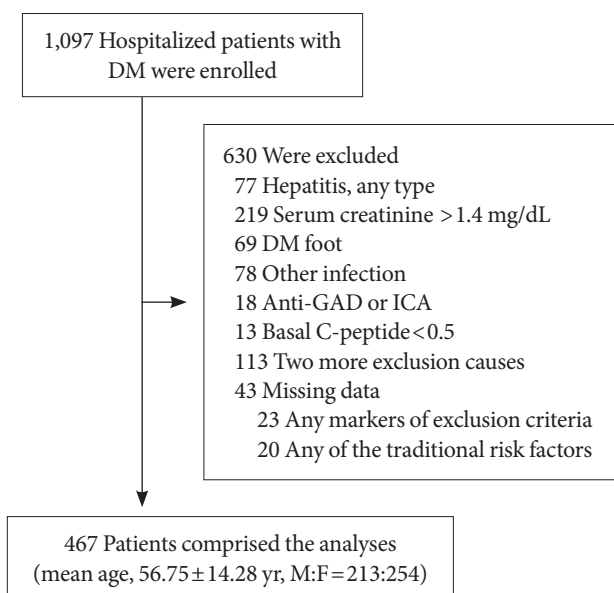 1,097 Hospitalized patients with
DM were enrolled
630 Were excluded
77 Hepatitis, any type
219 Serum creatinine >1.4 mg/dL
69 DM foot
78 Other infection
18 Anti-GAD or ICA
13 Basal C-peptide<0.5
113 Two more exclusion causes
43 Missing data
23 Any markers of exclusion criteria
20 Any of the traditional risk factors
467 Patients comprised the analyses
(mean age, 56.75±14.28 yr, M:F=213:254)